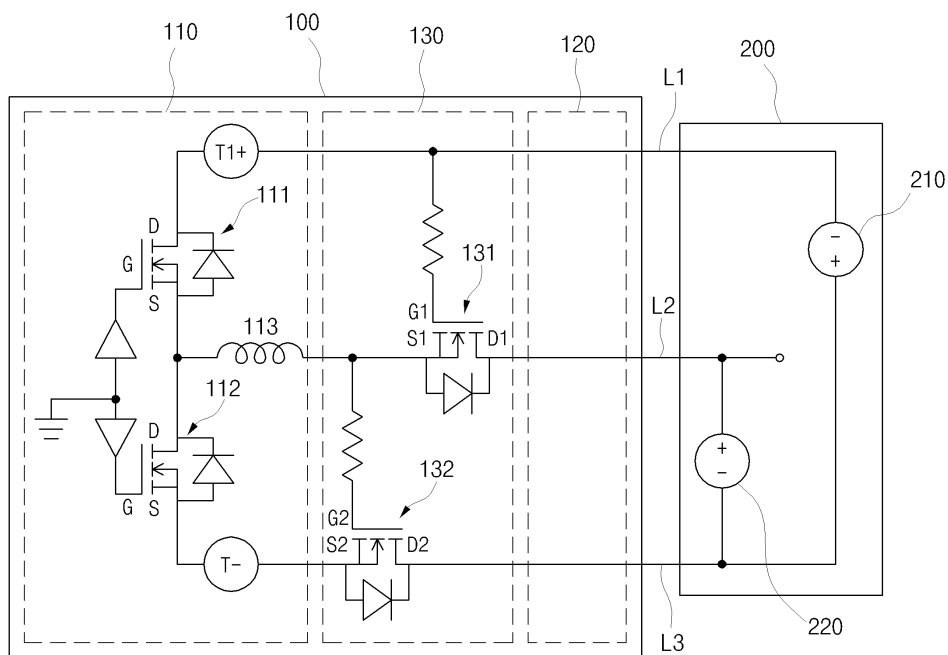 110
100
130
120
L1
200
T1+
210
D
111
G
S
−
+
131
G1
S1
D1
L2
113
112
D
G
S
+
−
132
G2
S2
D2
T-
220
L3